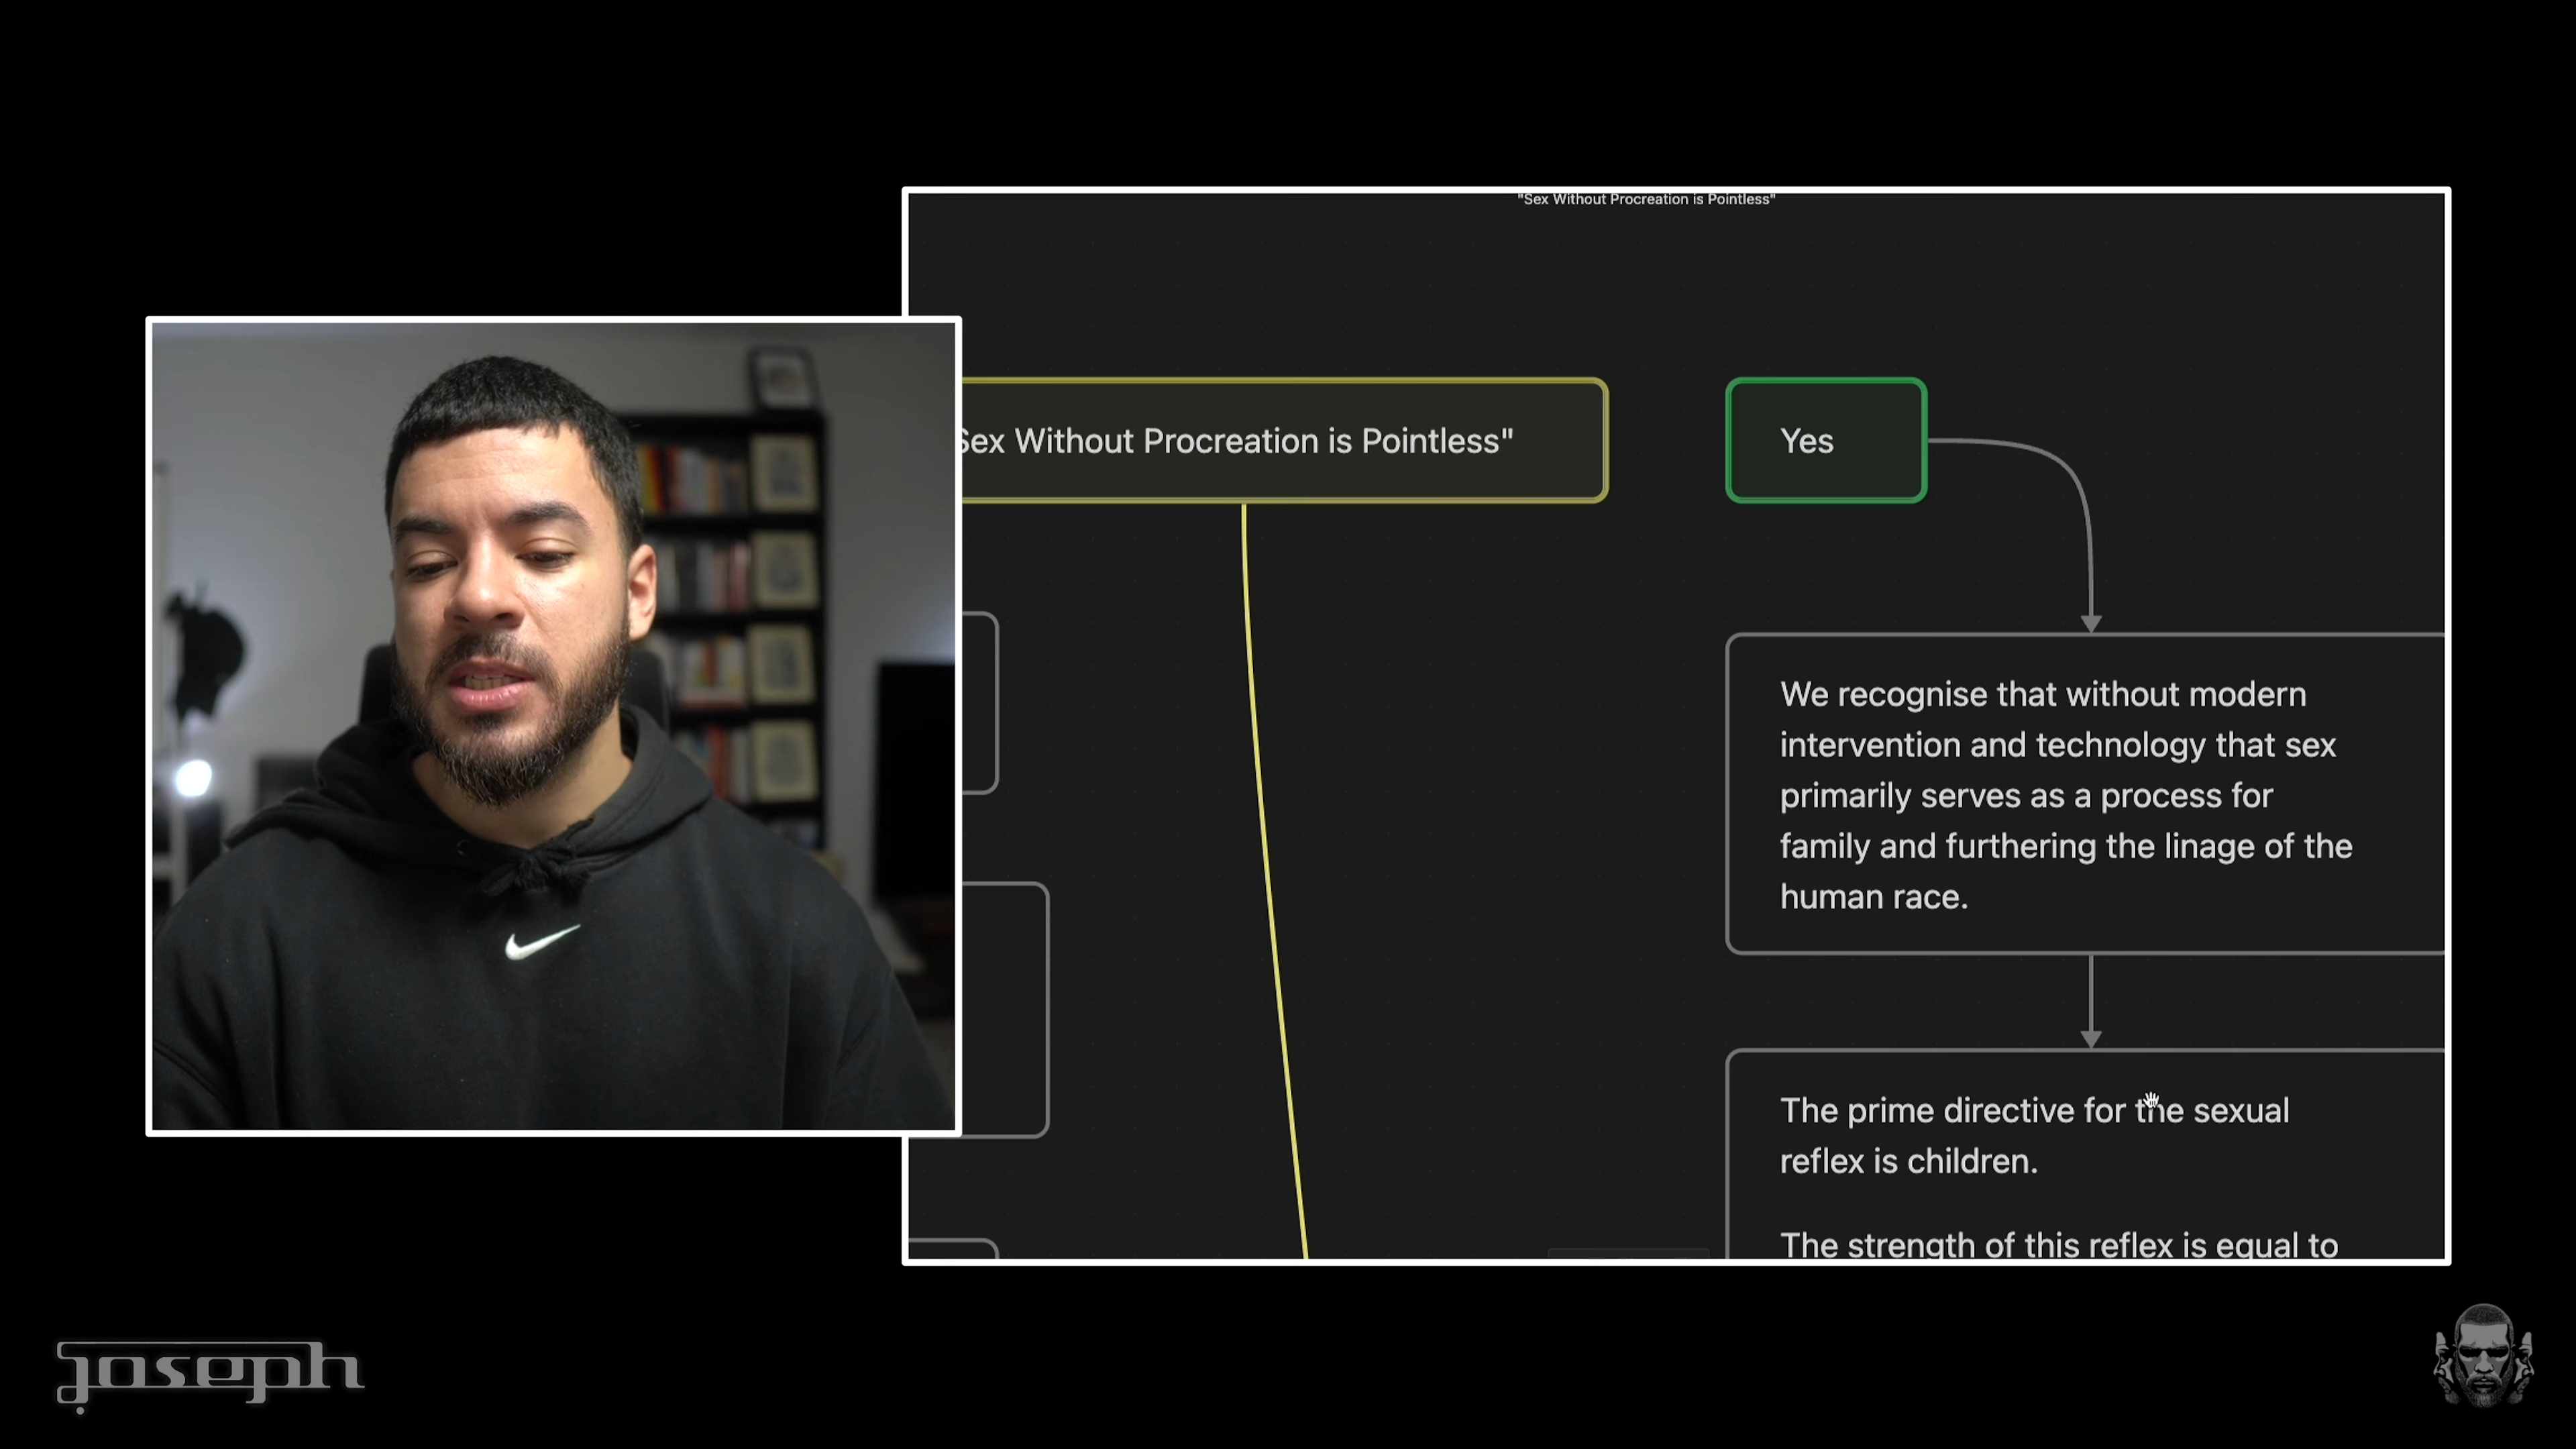 "Sex Without Procreation is Pointless"
Sex Without Procreation is Pointless"
Yes
We recognise that without modern
intervention and technology that sex
primarily serves as a process for
family and furthering the linage of the
human race.
The prime directive for the sexual
reflex is children.
The strength of this reflex is equal to
joseph